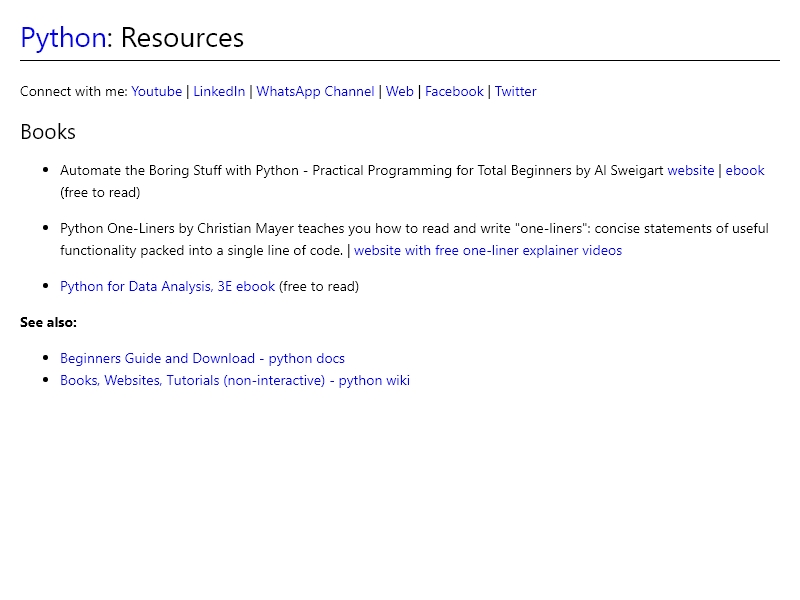 Python: Resources
Connect with me: Youtube | LinkedIn | WhatsApp Channel | Web | Facebook | Twitter
Books
Automate the Boring Stuff with Python - Practical Programming for Total Beginners by Al Sweigart website | ebook
(free to read)
Python One-Liners by Christian Mayer teaches you how to read and write "one-liners": concise statements of useful
functionality packed into a single line of code. | website with free one-liner explainer videos
Python for Data Analysis, 3E ebook (free to read)
See also:
Beginners Guide and Download - python docs
Books, Websites, Tutorials (non-interactive) - python wiki